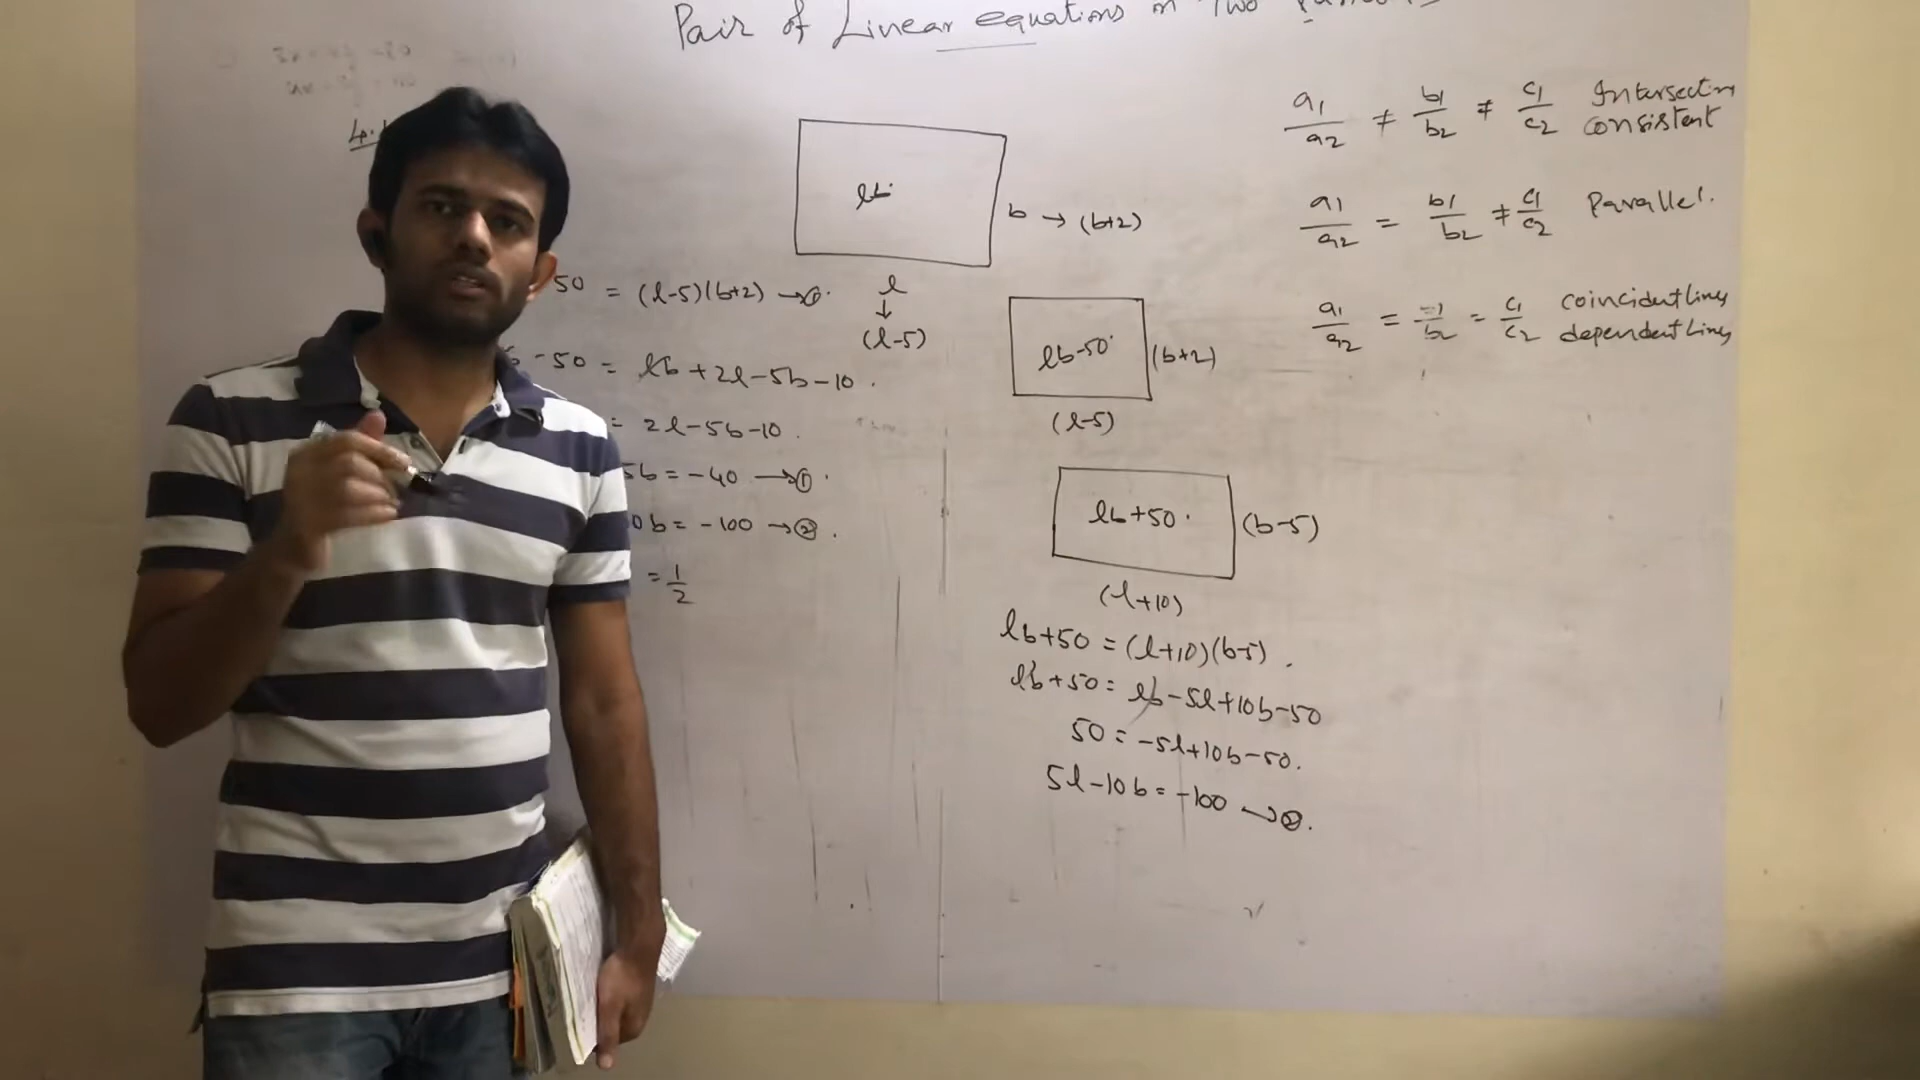 Pair of Linear equations in Two
4.
lb
b → (b+2)
l
↓
(l-5)
50 = (l-5)(b+2) → ①.
-50 = lb + 2l - 5b - 10.
= 2l - 5b - 10.
5b = -40 → ①.
0b = -100 → ②.
= 1/2
lb-50
(b+2)
(l-5)
lb+50.
(b-5)
(l+10)
lb+50 = (l+10)(b-5).
lb+50 = lb-5l+10b-50
50 = -5l+10b-50.
5l-10b = -100 → ②.
a1/a2 ≠ b1/b2 ≠ c1/c2 Intersecting
consistent
a1/a2 = b1/b2 ≠ c1/c2 Parallel.
a1/a2 = b1/b2 = c1/c2 coincident lines
dependent lines